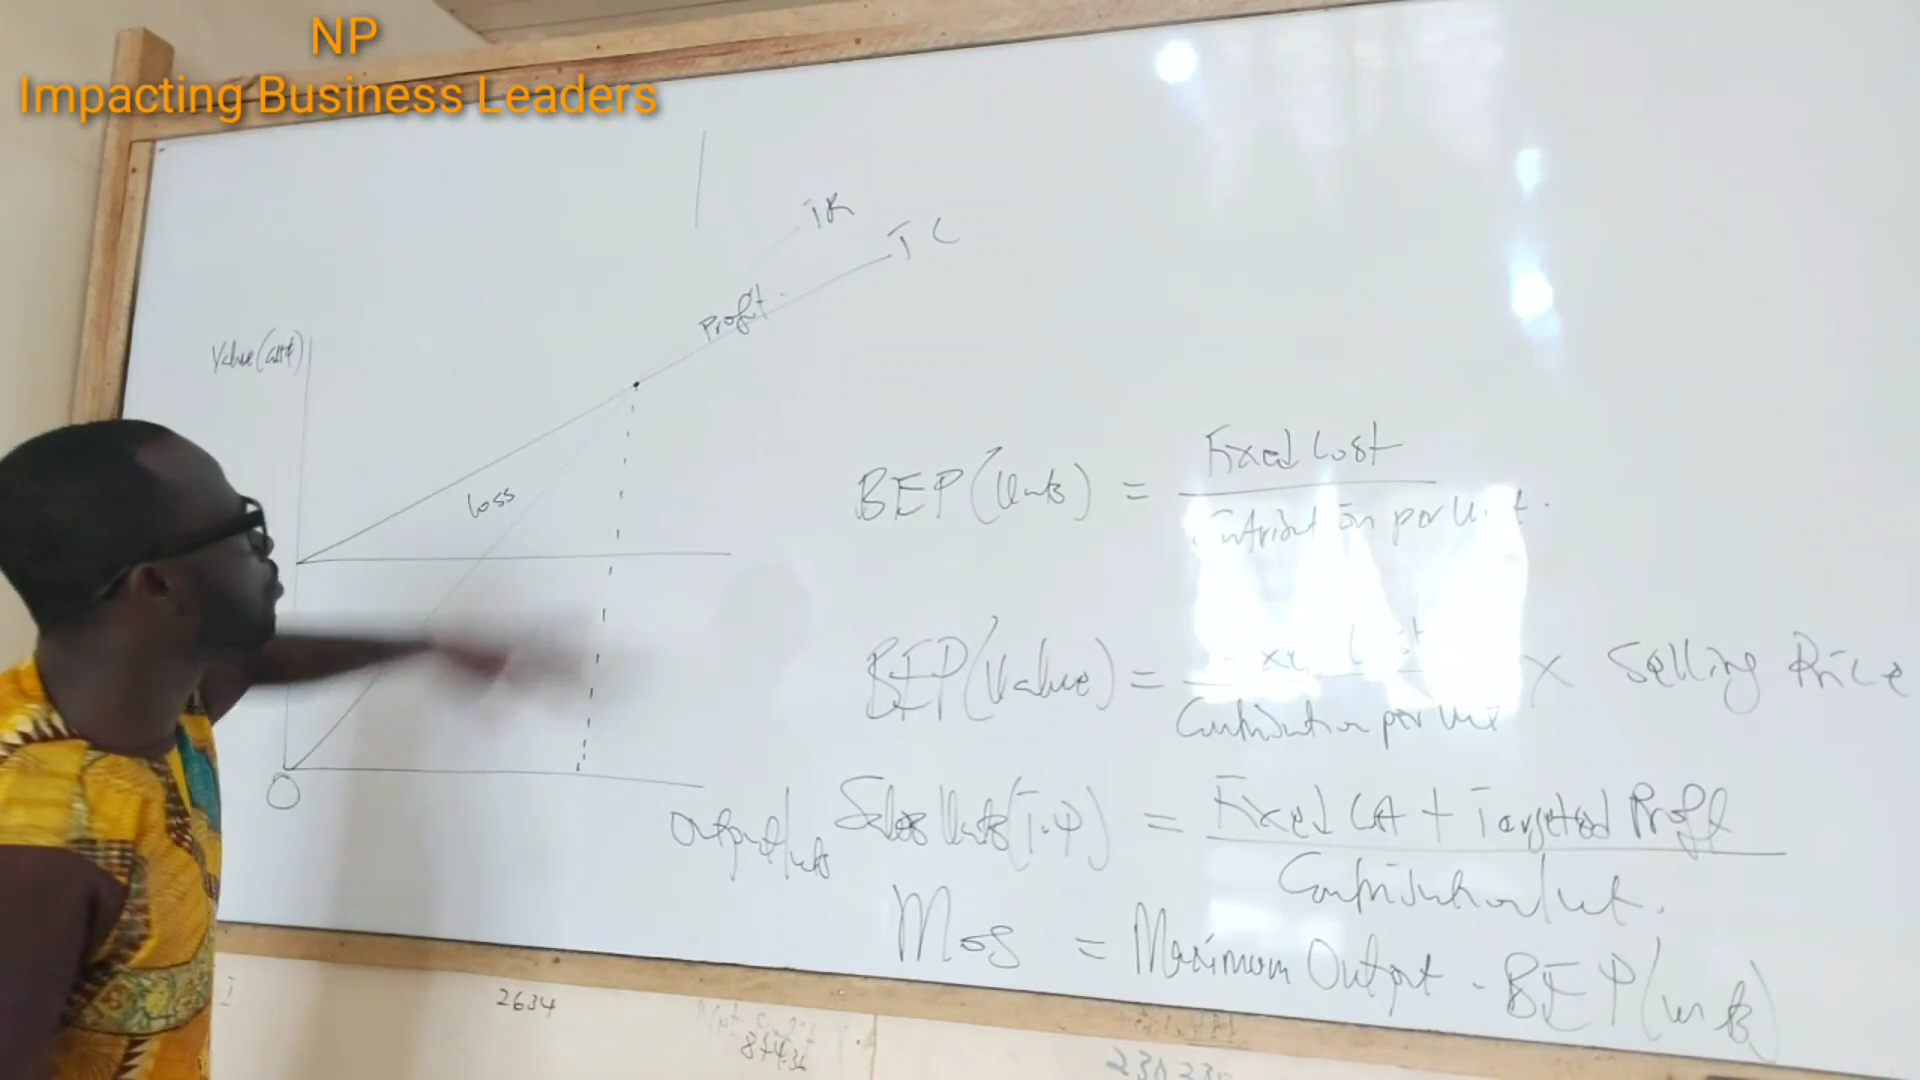 NP
Impacting Business Leaders
TR
TC
Profit
Value
Loss
O
BEP (Units) = Fixed Cost
Contribution per Unit.
BEP (Value) = × Selling Price
Contribution per unit
Output/units
Sales Units (T.P) = Fixed Cost + Targeted Profit
Contribution/unit.
MOS = Maximum Output - BEP (units)
2634